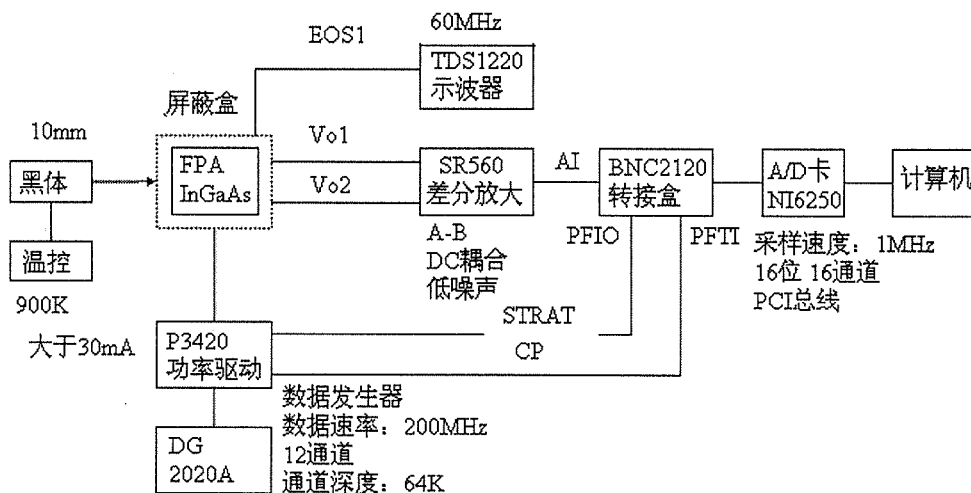 EOS1
60MHz
TDS1220
示波器
屏蔽盒
10mm
黑体
FPA
InGaAs
Vo1
Vo2
SR560
差分放大
AI
BNC2120
转接盒
A/D卡
NI6250
计算机
温控
900K
A-B
DC耦合
低噪声
PFIO
PFTI
采样速度：1MHz
16位 16通道
PCI总线
大于30mA
P3420
功率驱动
STRAT
CP
数据发生器
数据速率：200MHz
12通道
通道深度：64K
DG
2020A